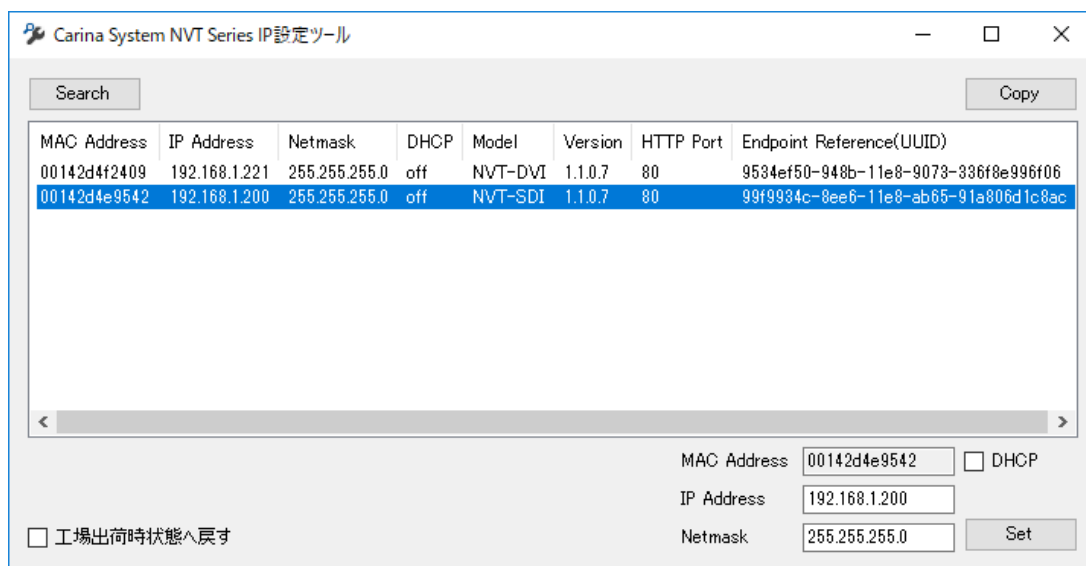 Carina System NVT Series IP設定ツール
Search Copy
MAC Address IP Address Netmask DHCP Model Version HTTP Port Endpoint Reference(UUID)
00142d4f2409 192.168.1.221 255.255.255.0 off NVT-DVI 1.1.0.7 80 9534ef50-948b-11e8-9073-336f8e996f06
00142d4e9542 192.168.1.200 255.255.255.0 off NVT-SDI 1.1.0.7 80 99f9934c-8ee6-11e8-ab65-91a806d1c8ac
MAC Address 00142d4e9542 DHCP
IP Address 192.168.1.200
工場出荷時状態へ戻す Netmask 255.255.255.0 Set